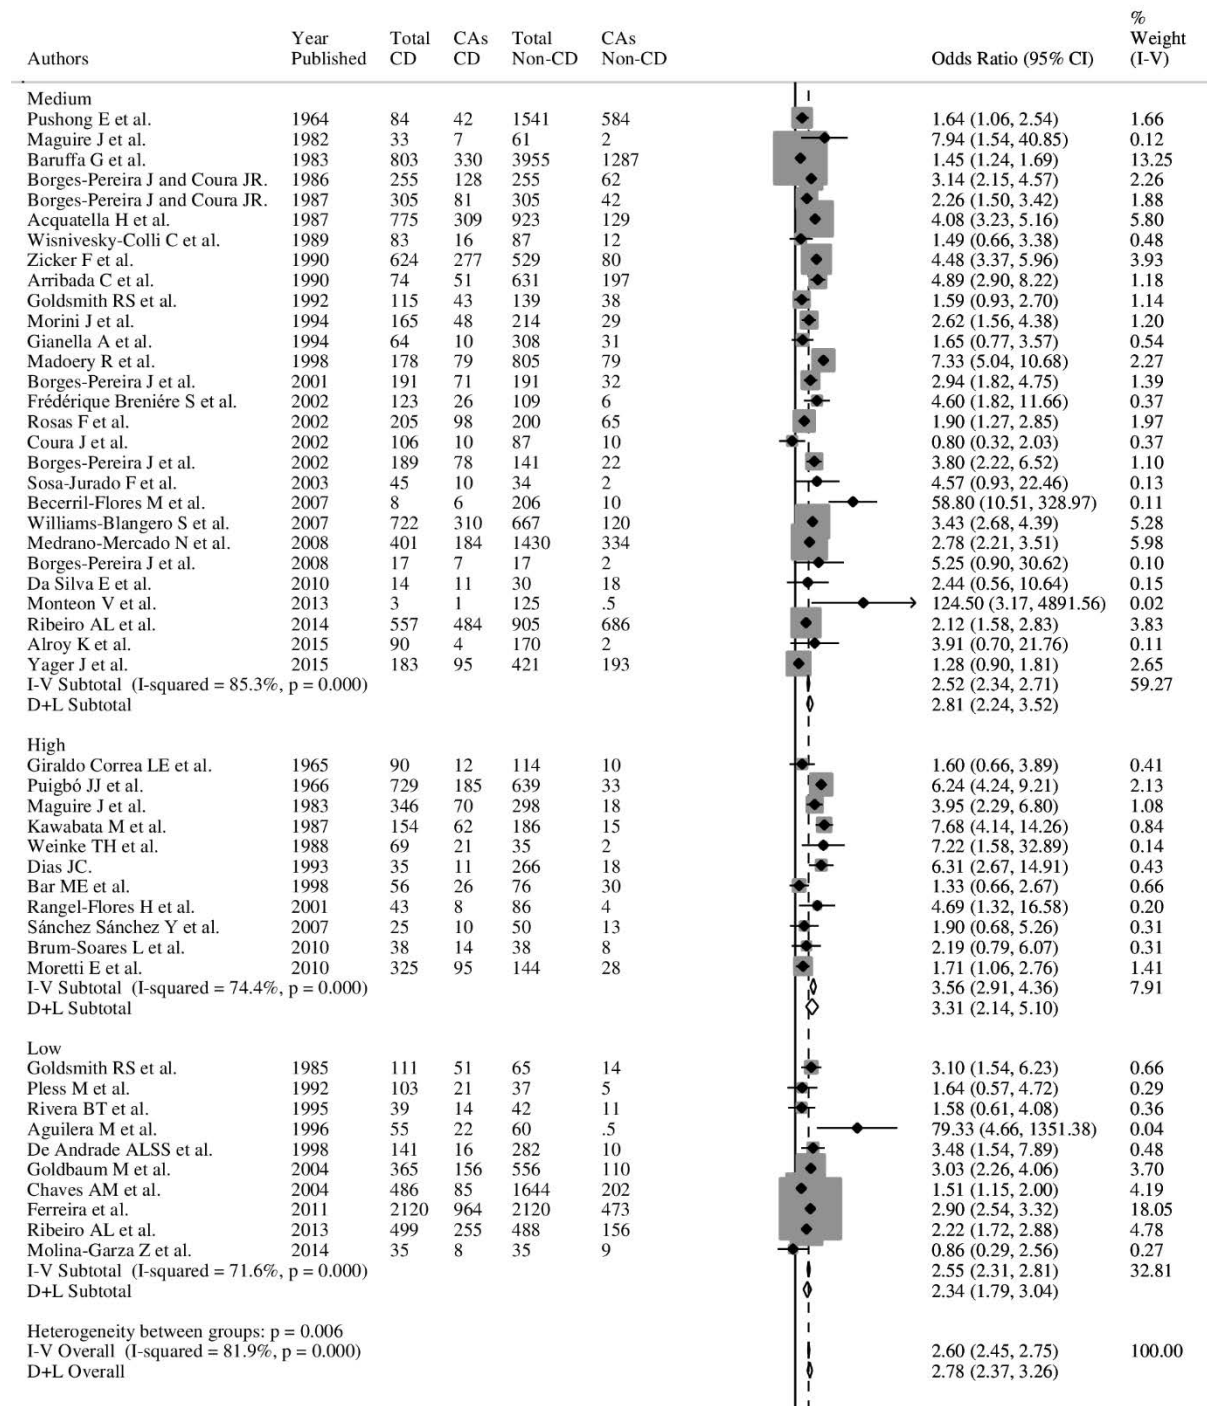 %
Year Total CAs Total CAs Weight
Authors Published CD CD Non-CD Non-CD Odds Ratio (95% CI) (I-V)
Medium
Pushong E et al. 1964 84 42 1541 584 1.64 (1.06, 2.54) 1.66
Maguire J et al. 1982 33 7 61 2 7.94 (1.54, 40.85) 0.12
Baruffa G et al. 1983 803 330 3955 1287 1.45 (1.24, 1.69) 13.25
Borges-Pereira J and Coura JR. 1986 255 128 255 62 3.14 (2.15, 4.57) 2.26
Borges-Pereira J and Coura JR. 1987 305 81 305 42 2.26 (1.50, 3.42) 1.88
Acquatella H et al. 1987 775 309 923 129 4.08 (3.23, 5.16) 5.80
Wisnivesky-Colli C et al. 1989 83 16 87 12 1.49 (0.66, 3.38) 0.48
Zicker F et al. 1990 624 277 529 80 4.48 (3.37, 5.96) 3.93
Arribada C et al. 1990 74 51 631 197 4.89 (2.90, 8.22) 1.18
Goldsmith RS et al. 1992 115 43 139 38 1.59 (0.93, 2.70) 1.14
Morini J et al. 1994 165 48 214 29 2.62 (1.56, 4.38) 1.20
Gianella A et al. 1994 64 10 308 31 1.65 (0.77, 3.57) 0.54
Madoery R et al. 1998 178 79 805 79 7.33 (5.04, 10.68) 2.27
Borges-Pereira J et al. 2001 191 71 191 32 2.94 (1.82, 4.75) 1.39
Frédérique Breniére S et al. 2002 123 26 109 6 4.60 (1.82, 11.66) 0.37
Rosas F et al. 2002 205 98 200 65 1.90 (1.27, 2.85) 1.97
Coura J et al. 2002 106 10 87 10 0.80 (0.32, 2.03) 0.37
Borges-Pereira J et al. 2002 189 78 141 22 3.80 (2.22, 6.52) 1.10
Sosa-Jurado F et al. 2003 45 10 34 2 4.57 (0.93, 22.46) 0.13
Becerril-Flores M et al. 2007 8 6 206 10 58.80 (10.51, 328.97) 0.11
Williams-Blangero S et al. 2007 722 310 667 120 3.43 (2.68, 4.39) 5.28
Medrano-Mercado N et al. 2008 401 184 1430 334 2.78 (2.21, 3.51) 5.98
Borges-Pereira J et al. 2008 17 7 17 2 5.25 (0.90, 30.62) 0.10
Da Silva E et al. 2010 14 11 30 18 2.44 (0.56, 10.64) 0.15
Monteon V et al. 2013 3 1 125 .5 124.50 (3.17, 4891.56) 0.02
Ribeiro AL et al. 2014 557 484 905 686 2.12 (1.58, 2.83) 3.83
Alroy K et al. 2015 90 4 170 2 3.91 (0.70, 21.76) 0.11
Yager J et al. 2015 183 95 421 193 1.28 (0.90, 1.81) 2.65
I-V Subtotal (I-squared = 85.3%, p = 0.000) 2.52 (2.34, 2.71) 59.27
D+L Subtotal 2.81 (2.24, 3.52)
High
Giraldo Correa LE et al. 1965 90 12 114 10 1.60 (0.66, 3.89) 0.41
Puigbó JJ et al. 1966 729 185 639 33 6.24 (4.24, 9.21) 2.13
Maguire J et al. 1983 346 70 298 18 3.95 (2.29, 6.80) 1.08
Kawabata M et al. 1987 154 62 186 15 7.68 (4.14, 14.26) 0.84
Weinke TH et al. 1988 69 21 35 2 7.22 (1.58, 32.89) 0.14
Dias JC. 1993 35 11 266 18 6.31 (2.67, 14.91) 0.43
Bar ME et al. 1998 56 26 76 30 1.33 (0.66, 2.67) 0.66
Rangel-Flores H et al. 2001 43 8 86 4 4.69 (1.32, 16.58) 0.20
Sánchez Sánchez Y et al. 2007 25 10 50 13 1.90 (0.68, 5.26) 0.31
Brum-Soares L et al. 2010 38 14 38 8 2.19 (0.79, 6.07) 0.31
Moretti E et al. 2010 325 95 144 28 1.71 (1.06, 2.76) 1.41
I-V Subtotal (I-squared = 74.4%, p = 0.000) 3.56 (2.91, 4.36) 7.91
D+L Subtotal 3.31 (2.14, 5.10)
Low
Goldsmith RS et al. 1985 111 51 65 14 3.10 (1.54, 6.23) 0.66
Pless M et al. 1992 103 21 37 5 1.64 (0.57, 4.72) 0.29
Rivera BT et al. 1995 39 14 42 11 1.58 (0.61, 4.08) 0.36
Aguilera M et al. 1996 55 22 60 .5 79.33 (4.66, 1351.38) 0.04
De Andrade ALSS et al. 1998 141 16 282 10 3.48 (1.54, 7.89) 0.48
Goldbaum M et al. 2004 365 156 556 110 3.03 (2.26, 4.06) 3.70
Chaves AM et al. 2004 486 85 1644 202 1.51 (1.15, 2.00) 4.19
Ferreira et al. 2011 2120 964 2120 473 2.90 (2.54, 3.32) 18.05
Ribeiro AL et al. 2013 499 255 488 156 2.22 (1.72, 2.88) 4.78
Molina-Garza Z et al. 2014 35 8 35 9 0.86 (0.29, 2.56) 0.27
I-V Subtotal (I-squared = 71.6%, p = 0.000) 2.55 (2.31, 2.81) 32.81
D+L Subtotal 2.34 (1.79, 3.04)
Heterogeneity between groups: p = 0.006
I-V Overall (I-squared = 81.9%, p = 0.000) 2.60 (2.45, 2.75) 100.00
D+L Overall 2.78 (2.37, 3.26)